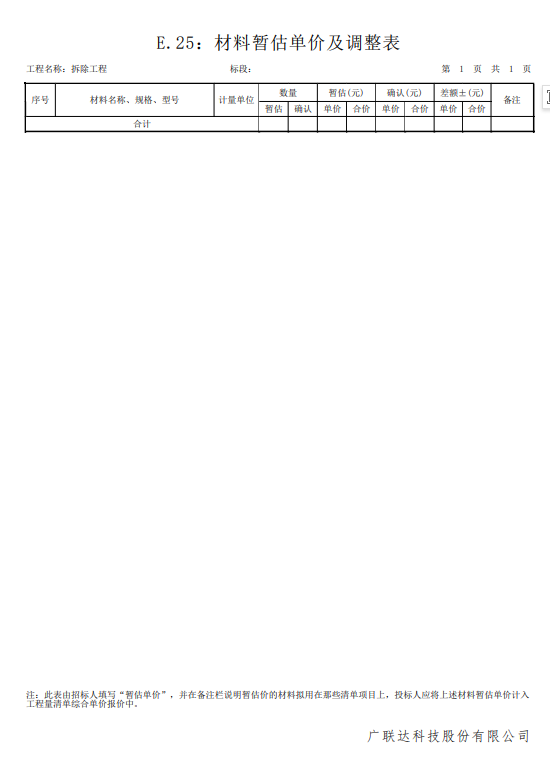 E.25：材料暂估单价及调整表
工程名称：拆除工程 标段： 第 1 页 共 1 页
序号 材料名称、规格、型号 计量单位 数量 暂估(元) 确认(元) 差额±(元) 备注
暂估 确认 单价 合价 单价 合价 单价 合价
合计
注：此表由招标人填写“暂估单价”，并在备注栏说明暂估价的材料拟用在那些清单项目上，投标人应将上述材料暂估单价计入
工程量清单综合单价报价中。
广联达科技股份有限公司